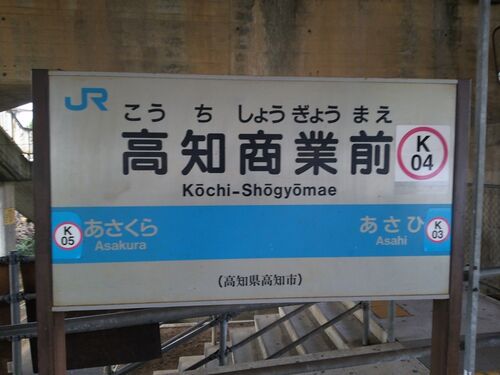 JR
こうち しょうぎょう まえ
高知商業前
K
04
Kōchi-Shōgyōmae
K
05
あさくら
Asakura
あさひ
Asahi
K
03
(高知県高知市)